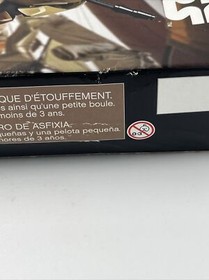 QUE D'ÉTOUFFEMENT.
s ainsi qu'une petite boule.
moins de 3 ans.
RO DE ASFIXIA.
queñas y una pelota pequeña.
nores de 3 años.